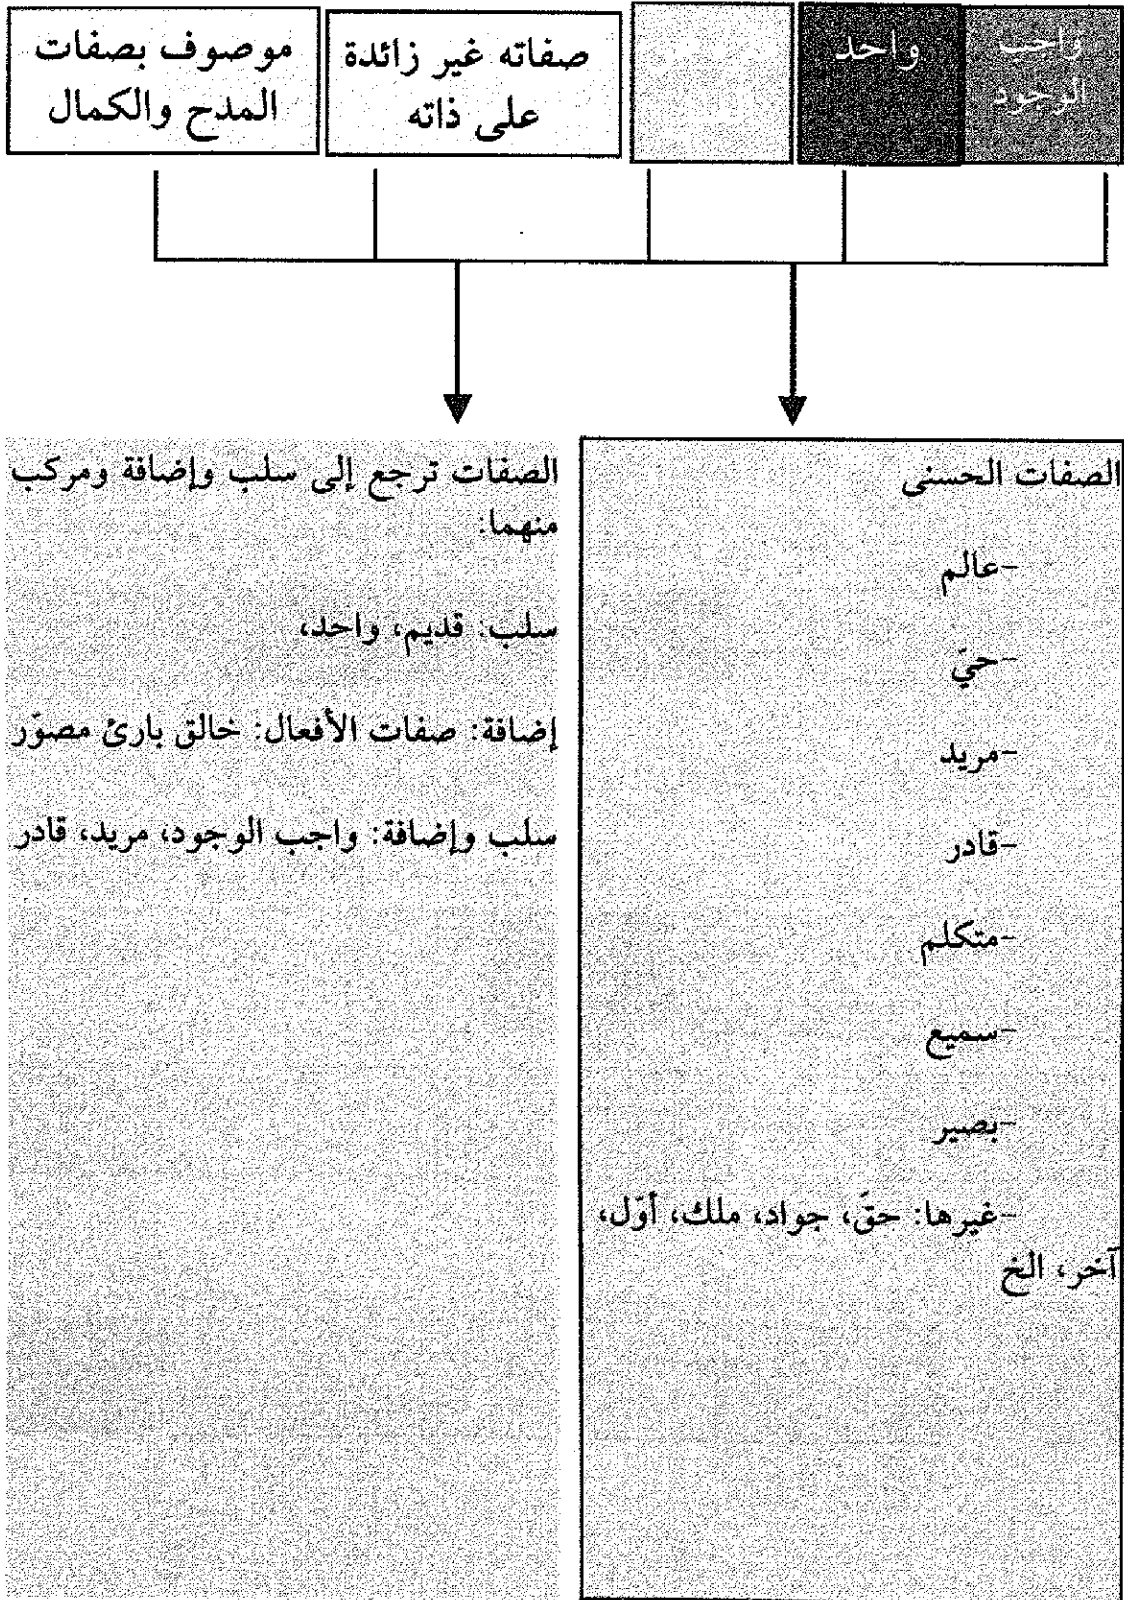 واجب
الوجود
واحد
صفاته غير زائدة
على ذاته
موصوف بصفات
المدح والكمال
الصفات الحسنى
-عالم
-حيّ
-مريد
-قادر
-متكلم
-سميع
-بصير
-غيرها: حقّ، جواد، ملك، أوّل،
آخر، الخ
الصفات ترجع إلى سلب وإضافة ومركب
منهما:
سلب: قديم، واحد،
إضافة: صفات الأفعال: خالق بارئ مصوّر
سلب وإضافة: واجب الوجود، مريد، قادر